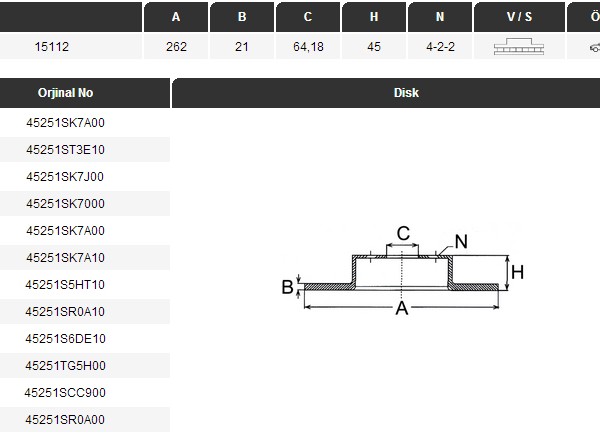 A B C H N V / S Ö
15112 262 21 64,18 45 4-2-2
Orjinal No Disk
45251SK7A00
45251ST3E10
45251SK7J00
45251SK7000
45251SK7A00
45251SK7A10
45251S5HT10
45251SR0A10
45251S6DE10
45251TG5H00
45251SCC900
45251SR0A00
C
N
H
B
A